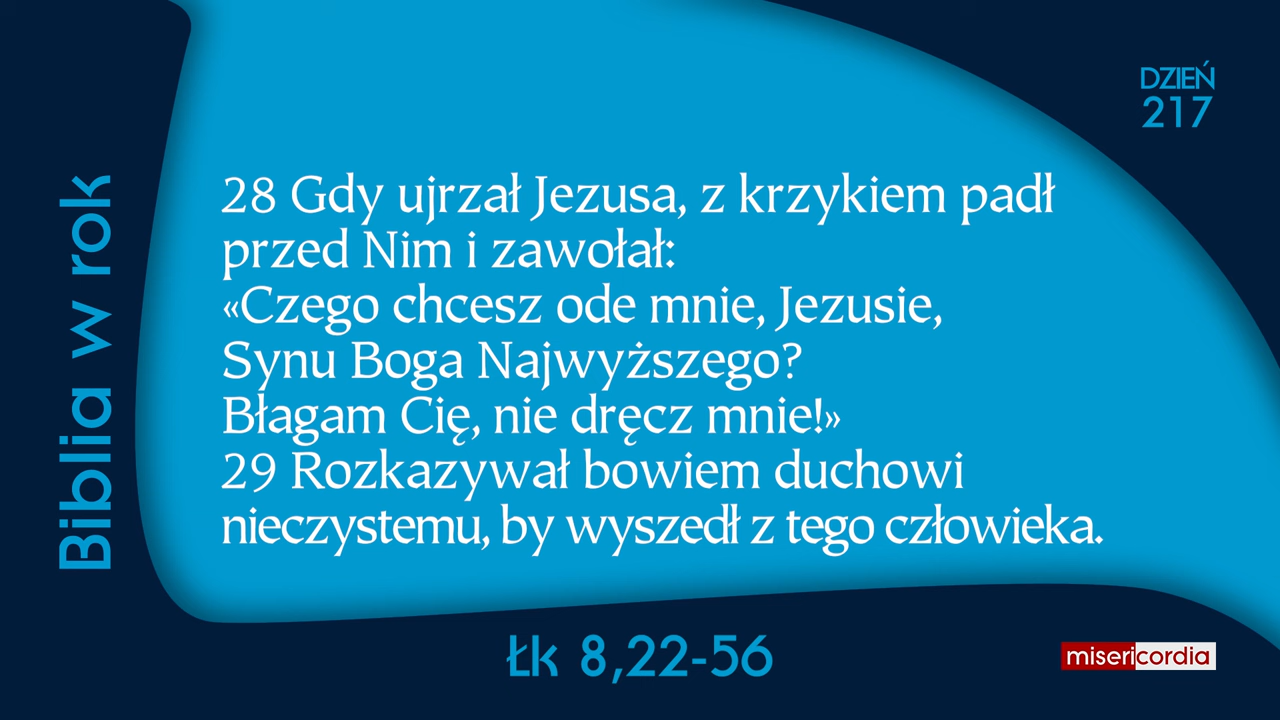 DZIEŃ
217
Biblia w rok
28 Gdy ujrzał Jezusa, z krzykiem padł
przed Nim i zawołał:
«Czego chcesz ode mnie, Jezusie,
Synu Boga Najwyższego?
Błagam Cię, nie dręcz mnie!»
29 Rozkazywał bowiem duchowi
nieczystemu, by wyszedł z tego człowieka.
Łk 8,22-56
misericordia